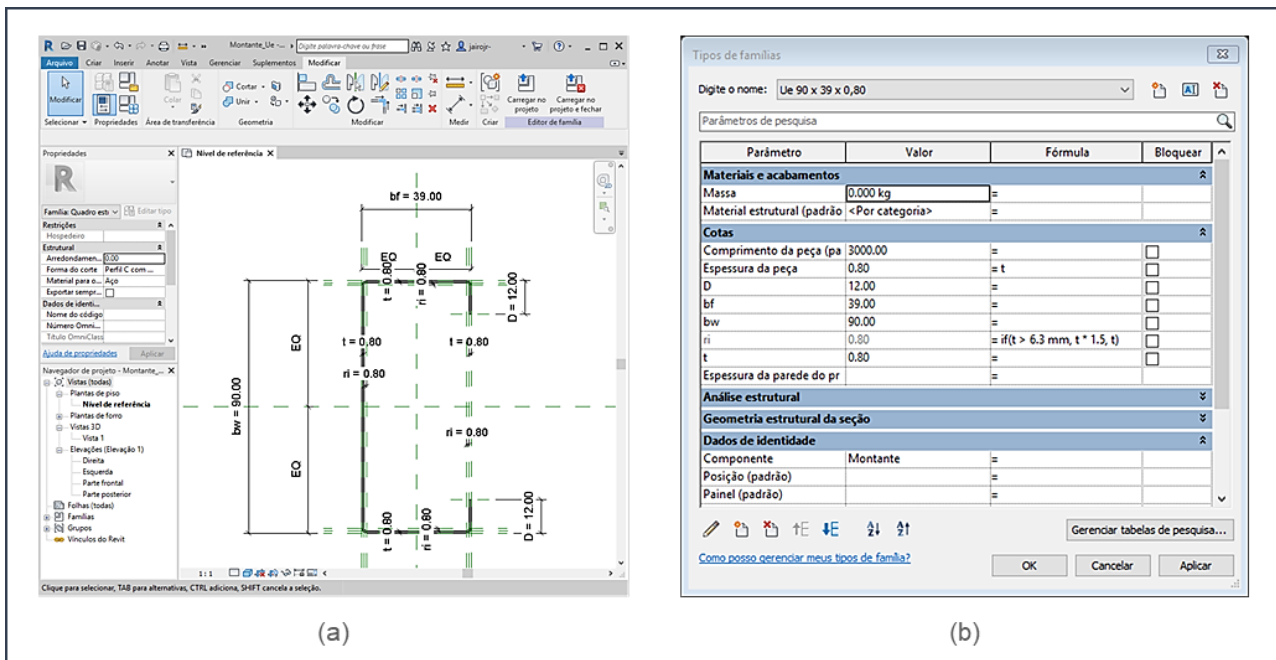 Montante_Ue -...
Digite palavra-chave ou frase
jairojr-
Arquivo Criar Inserir Anotar Vista Gerenciar Suplementos Modificar
Modificar
Colar
Cortar
Unir
Carregar no projeto
Carregar no projeto e fechar
Selecionar Propriedades Área de transferência Geometria Modificar Medir Criar Editor de família
Propriedades
Nível de referência
R
Família: Quadro estr
Editar tipo
Restrições
Hospedeiro
Estrutural
Arredondamen... 0.00
Forma do corte Perfil C com ...
Material para o... Aço
Exportar sempr...
Dados de identi...
Nome do código
Número Omni...
Título OmniClass
Ajuda de propriedades Aplicar
Navegador de projeto - Montante_...
Vistas (todas)
Plantas de piso
Nível de referência
Plantas de forro
Vistas 3D
Vista 1
Elevações (Elevação 1)
Direita
Esquerda
Parte frontal
Parte posterior
Folhas (todas)
Famílias
Grupos
Vínculos do Revit
bf = 39.00
EQ EQ
t = 0.80
ri = 0.80
D = 12.00
t = 0.80
t = 0.80
ri = 0.80
EQ
bw = 90.00
ri = 0.80
EQ
t = 0.80
ri = 0.80
D = 12.00
1:1
Clique para selecionar, TAB para alternativas, CTRL adiciona, SHIFT cancela a seleção.
(a)
Tipos de famílias
Digite o nome: Ue 90 x 39 x 0,80
Parâmetros de pesquisa
Parâmetro Valor Fórmula Bloquear
Materiais e acabamentos
Massa 0.000 kg =
Material estrutural (padrão <Por categoria> =
Cotas
Comprimento da peça (pa 3000.00 =
Espessura da peça 0.80 = t
D 12.00 =
bf 39.00 =
bw 90.00 =
ri 0.80 = if(t > 6.3 mm, t * 1.5, t)
t 0.80 =
Espessura da parede do pr =
Análise estrutural
Geometria estrutural da seção
Dados de identidade
Componente Montante =
Posição (padrão) =
Painel (padrão) =
Gerenciar tabelas de pesquisa...
Como posso gerenciar meus tipos de família?
OK Cancelar Aplicar
(b)